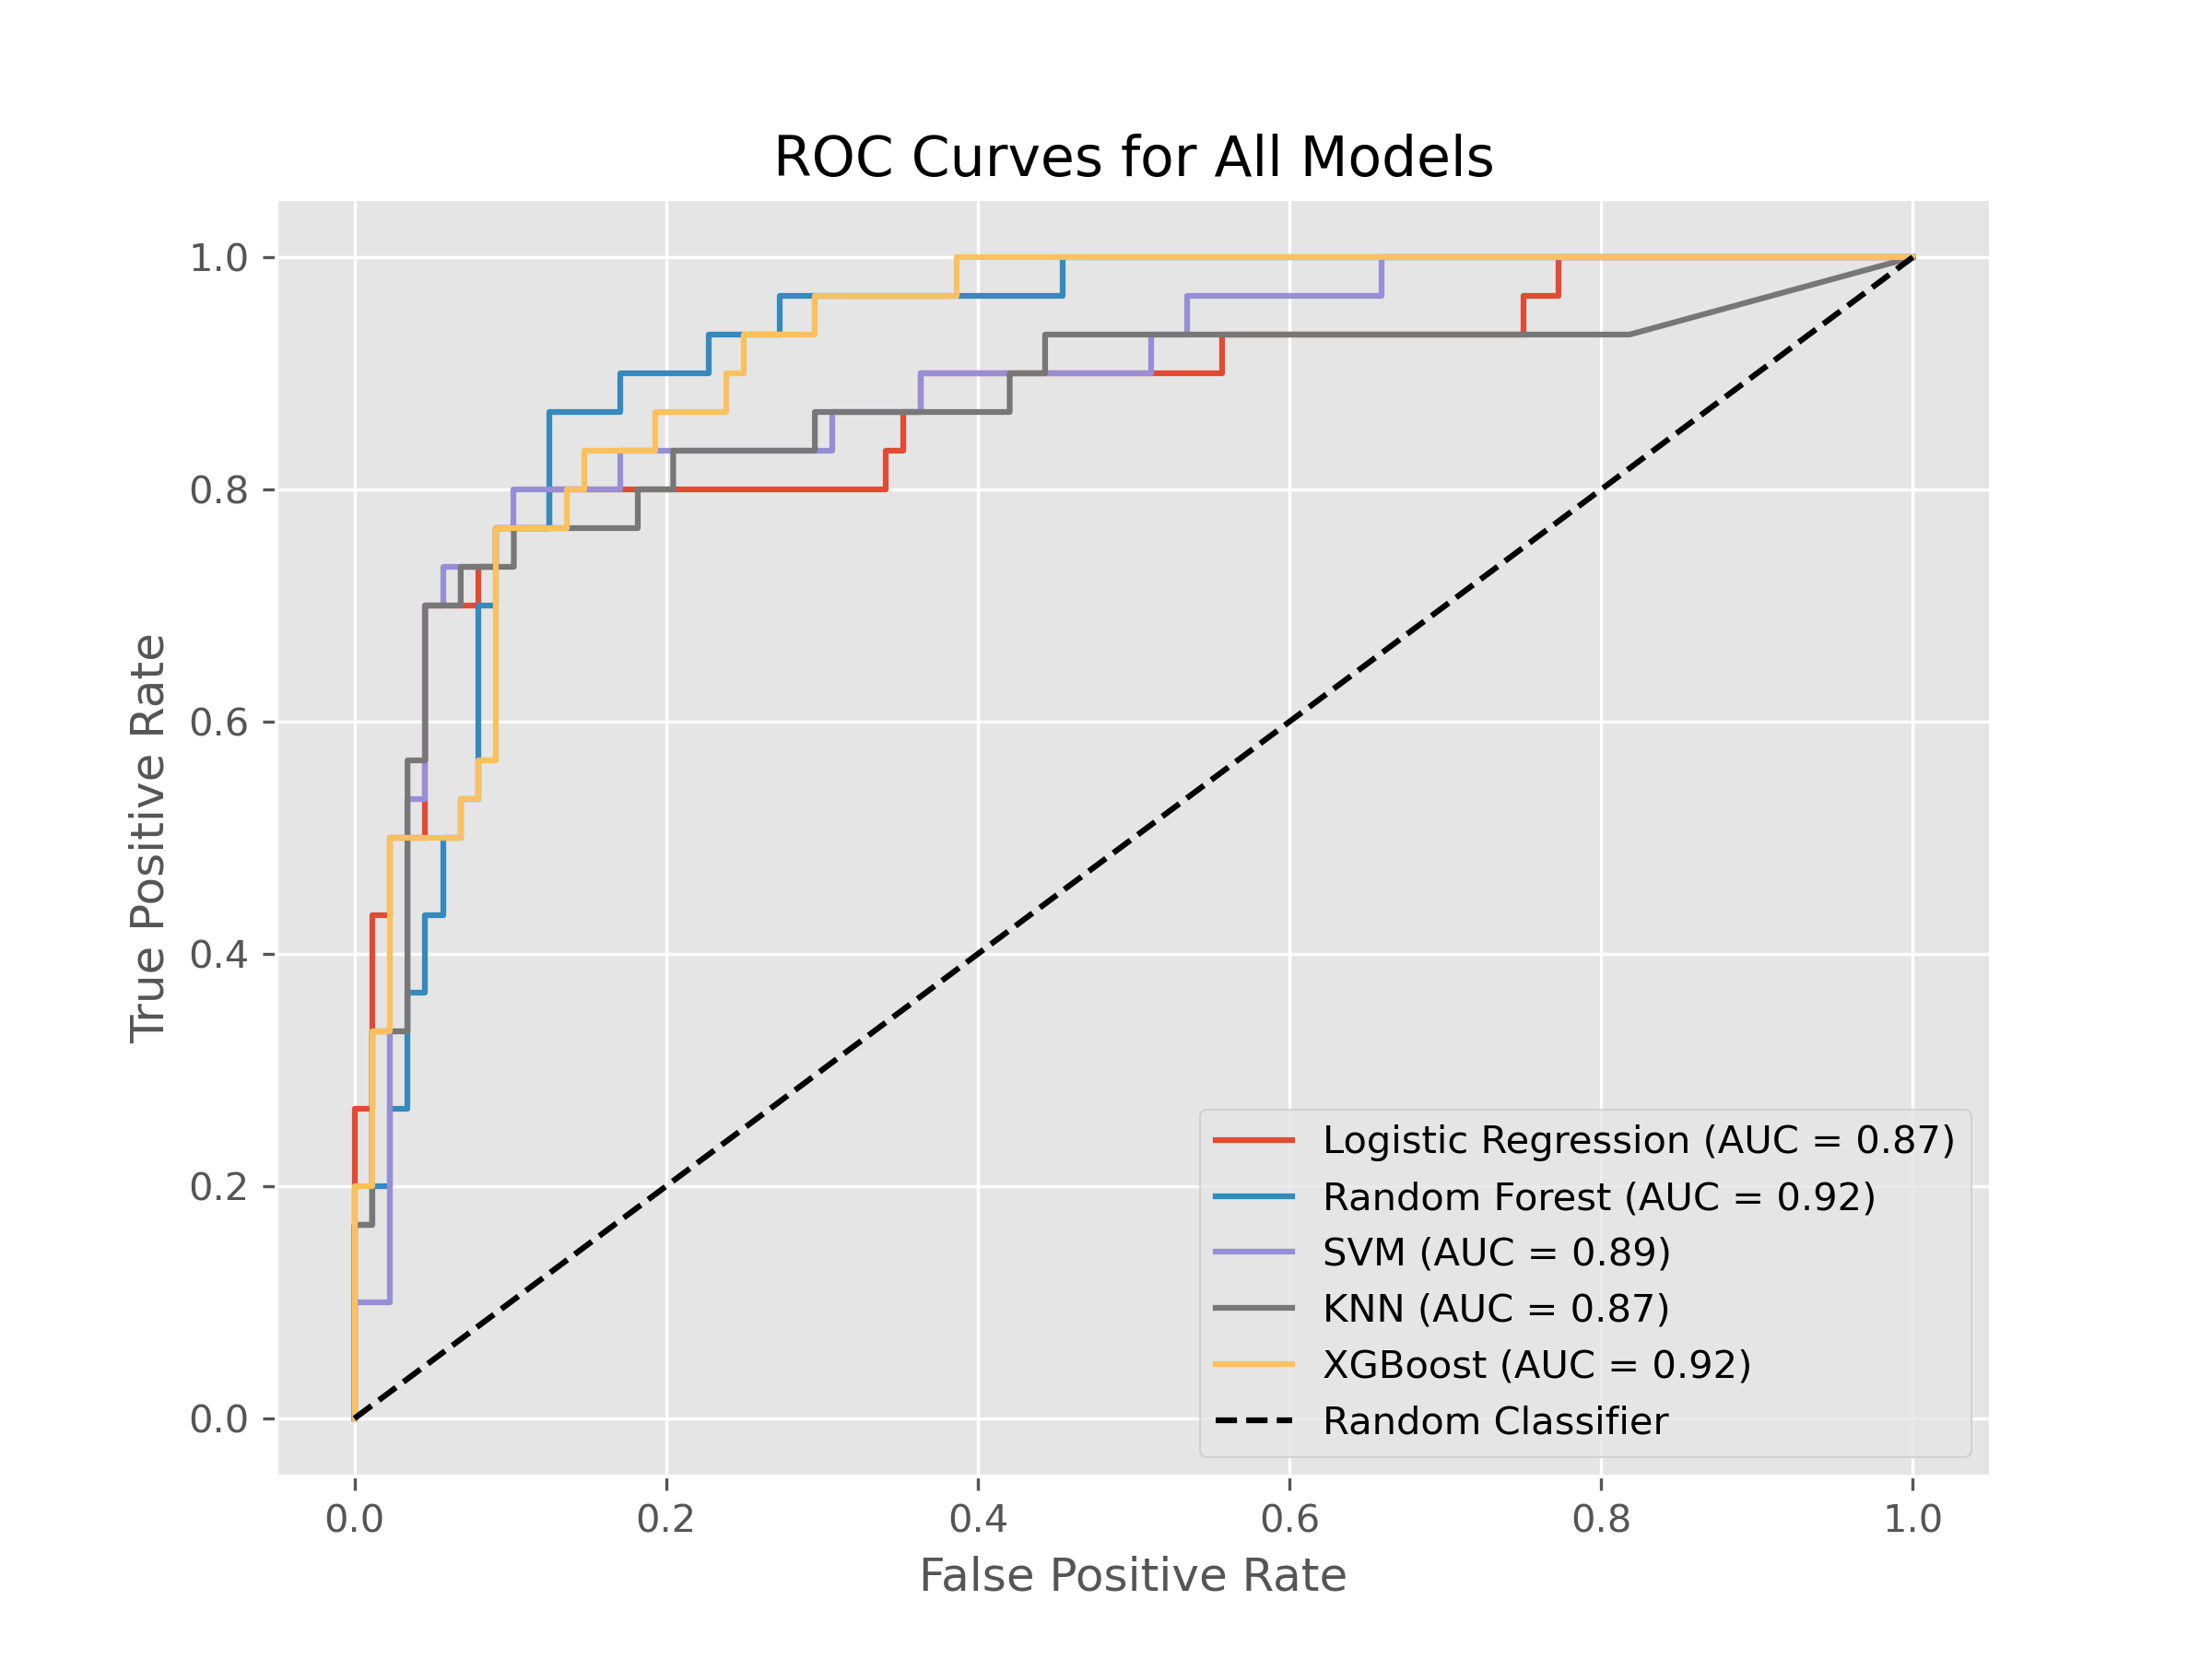 ROC Curves for All Models
True Positive Rate
1.0
0.8
0.6
0.4
0.2
0.0
Logistic Regression (AUC = 0.87)
Random Forest (AUC = 0.92)
SVM (AUC = 0.89)
KNN (AUC = 0.87)
XGBoost (AUC = 0.92)
Random Classifier
0.0 0.2 0.4 0.6 0.8 1.0
False Positive Rate